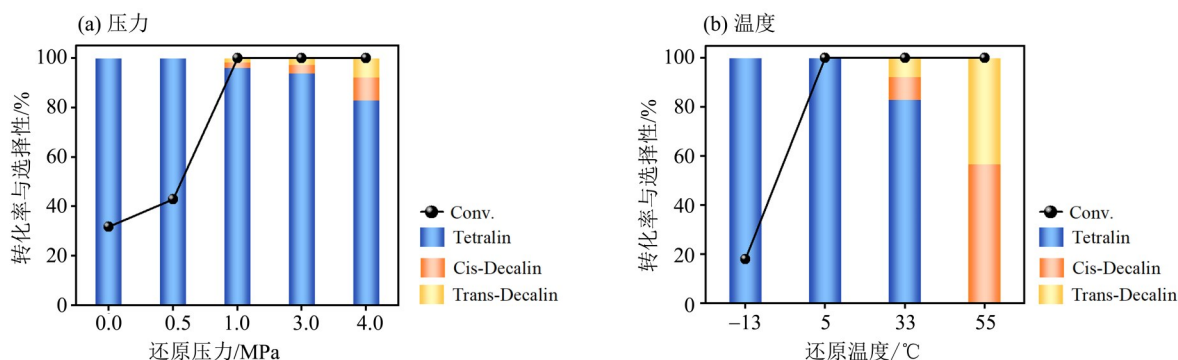 (a) 压力
转化率与选择性/%
100
80
60
40
20
0
0.0 0.5 1.0 3.0 4.0
还原压力/MPa
Conv.
Tetralin
Cis-Decalin
Trans-Decalin
(b) 温度
转化率与选择性/%
100
80
60
40
20
0
−13 5 33 55
还原温度/℃
Conv.
Tetralin
Cis-Decalin
Trans-Decalin